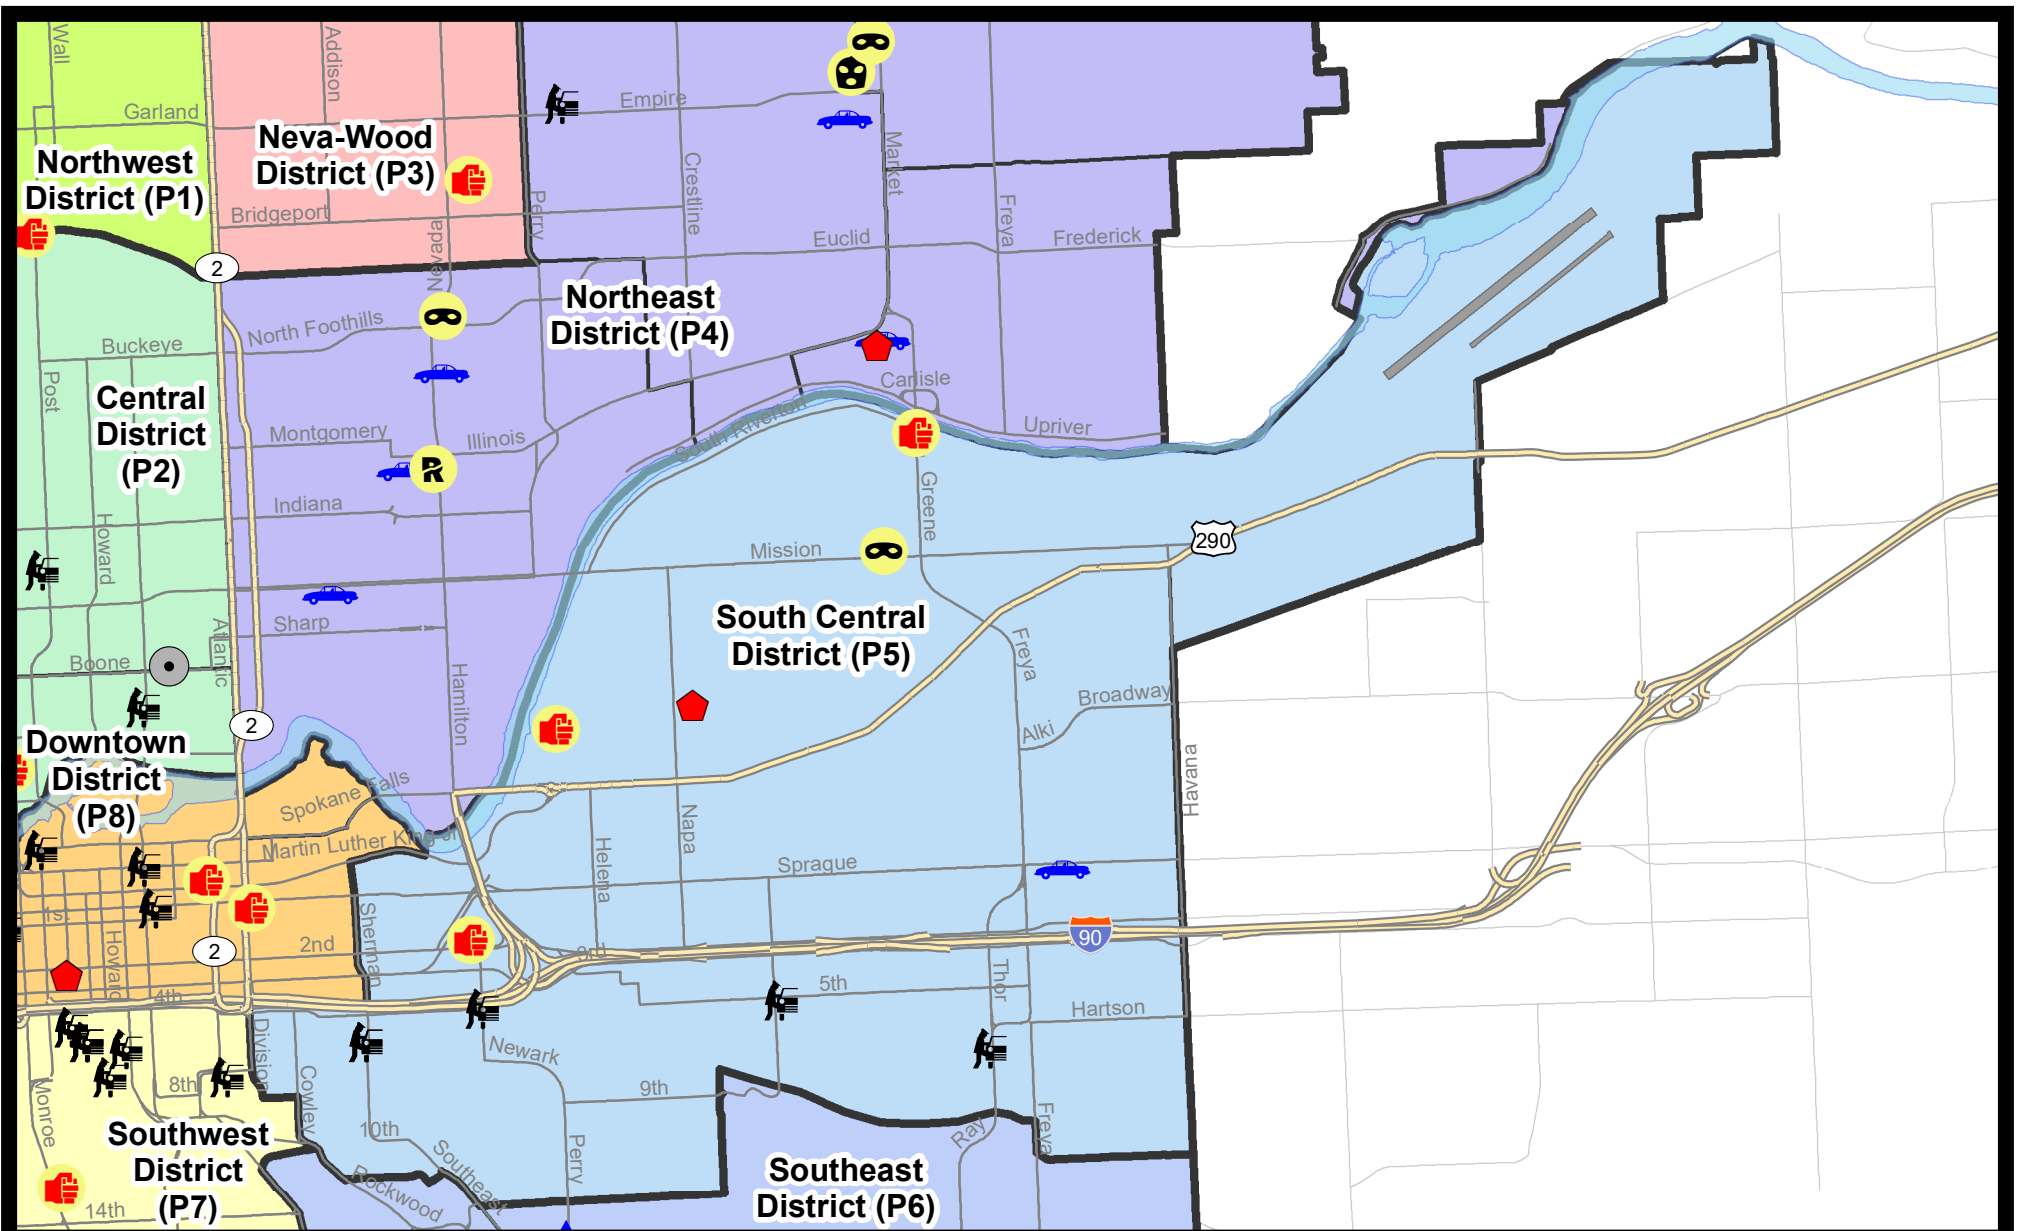 Wall
Addison
Garland
Empire
Neva-Wood
District (P3)
Northwest
District (P1)
Market
Crestline
Bridgeport
Perry
Nevada
Freya
Euclid
Frederick
2
Northeast
District (P4)
North Foothills
Buckeye
Post
Carlisle
Central
District
(P2)
South Riverton
Upriver
Montgomery
Illinois
R
Greene
Indiana
Howard
Mission
290
South Central
District (P5)
Sharp
Atlantic
Boone
Freya
Hamilton
Broadway
2
Alki
Downtown
District
(P8)
Havana
Spokane Falls
Martin Luther King Jr
Napa
Helena
Sprague
1st
Howard
Sherman
2nd
2
3rd
90
4th
5th
Thor
Hartson
Division
Newark
Monroe
8th
Cowley
9th
Freya
Ray
10th
Southeast
Perry
Southwest
District
(P7)
Rockwood
Southeast
District (P6)
14th